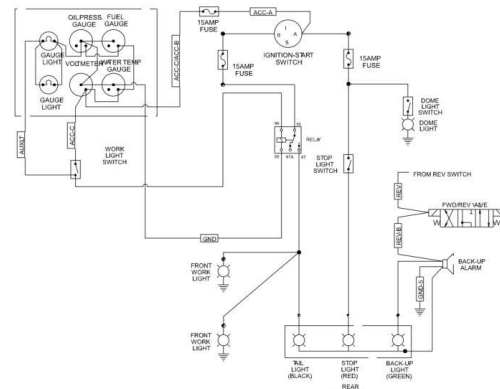 OILPRESS. GAUGE
FUEL GAUGE
GAUGE LIGHT
VOLTMETER
WATER TEMP GAUGE
GAUGE LIGHT
15AMP FUSE
ACC-A
B
I
A
S
IGNITION-START SWITCH
15AMP FUSE
15AMP FUSE
ACC-C/ACC-B
AUXILT
ACC-C
WORK LIGHT SWITCH
DOME LIGHT SWITCH
DOME LIGHT
RELAY
87A
87
STOP LIGHT SWITCH
FROM REV SWITCH
REV
FWD/REV VALVE
REV-B
BACK-UP ALARM
GND-S
GND
FRONT WORK LIGHT
FRONT WORK LIGHT
TAIL LIGHT (BLACK)
STOP LIGHT (RED)
BACK-UP LIGHT (GREEN)
REAR